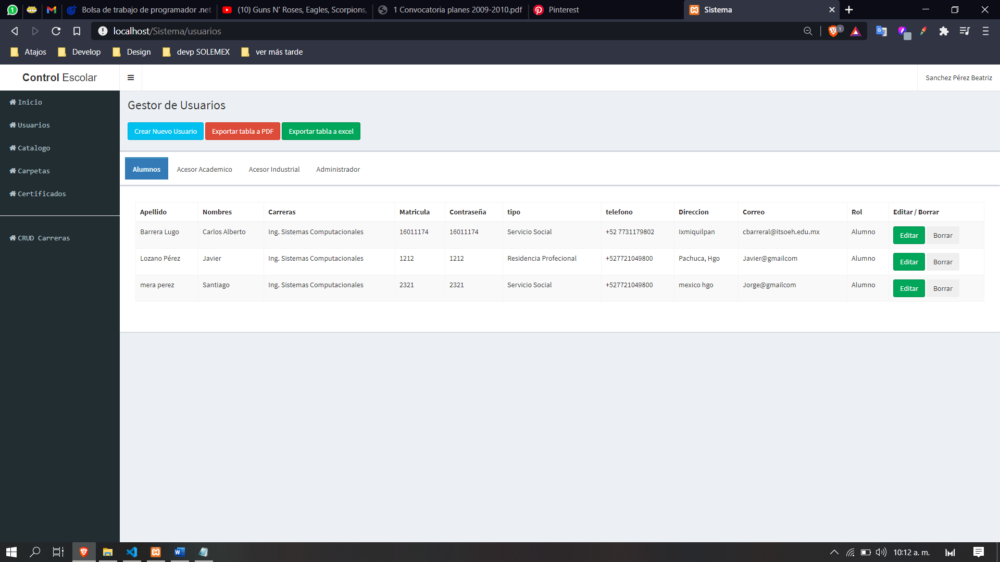 1 Bolsa de trabajo de programador .net (10) Guns N' Roses, Eagles, Scorpions, 1 Convocatoria planes 2009-2010.pdf Pinterest Sistema
localhost/Sistema/usuarios 1
Atajos Develop Design devp SOLEMEX ver más tarde
Control Escolar Sanchez Pérez Beatriz
Inicio
Usuarios
Catalogo
Carpetas
Certificados
CRUD Carreras
Gestor de Usuarios
Crear Nuevo Usuario Exportar tabla a PDF Exportar tabla a excel
Alumnos Acesor Academico Acesor Industrial Administrador
Apellido Nombres Carreras Matricula Contraseña tipo telefono Direccion Correo Rol Editar / Borrar
Barrera Lugo Carlos Alberto Ing. Sistemas Computacionales 16011174 16011174 Servicio Social +52 7731179802 Ixmiquilpan cbarreral@itsoeh.edu.mx Alumno Editar Borrar
Lozano Pérez Javier Ing. Sistemas Computacionales 1212 1212 Residencia Profecional +527721049800 Pachuca, Hgo Javier@gmailcom Alumno Editar Borrar
mera perez Santiago Ing. Sistemas Computacionales 2321 2321 Servicio Social +527721049800 mexico hgo Jorge@gmailcom Alumno Editar Borrar
10:12 a. m.